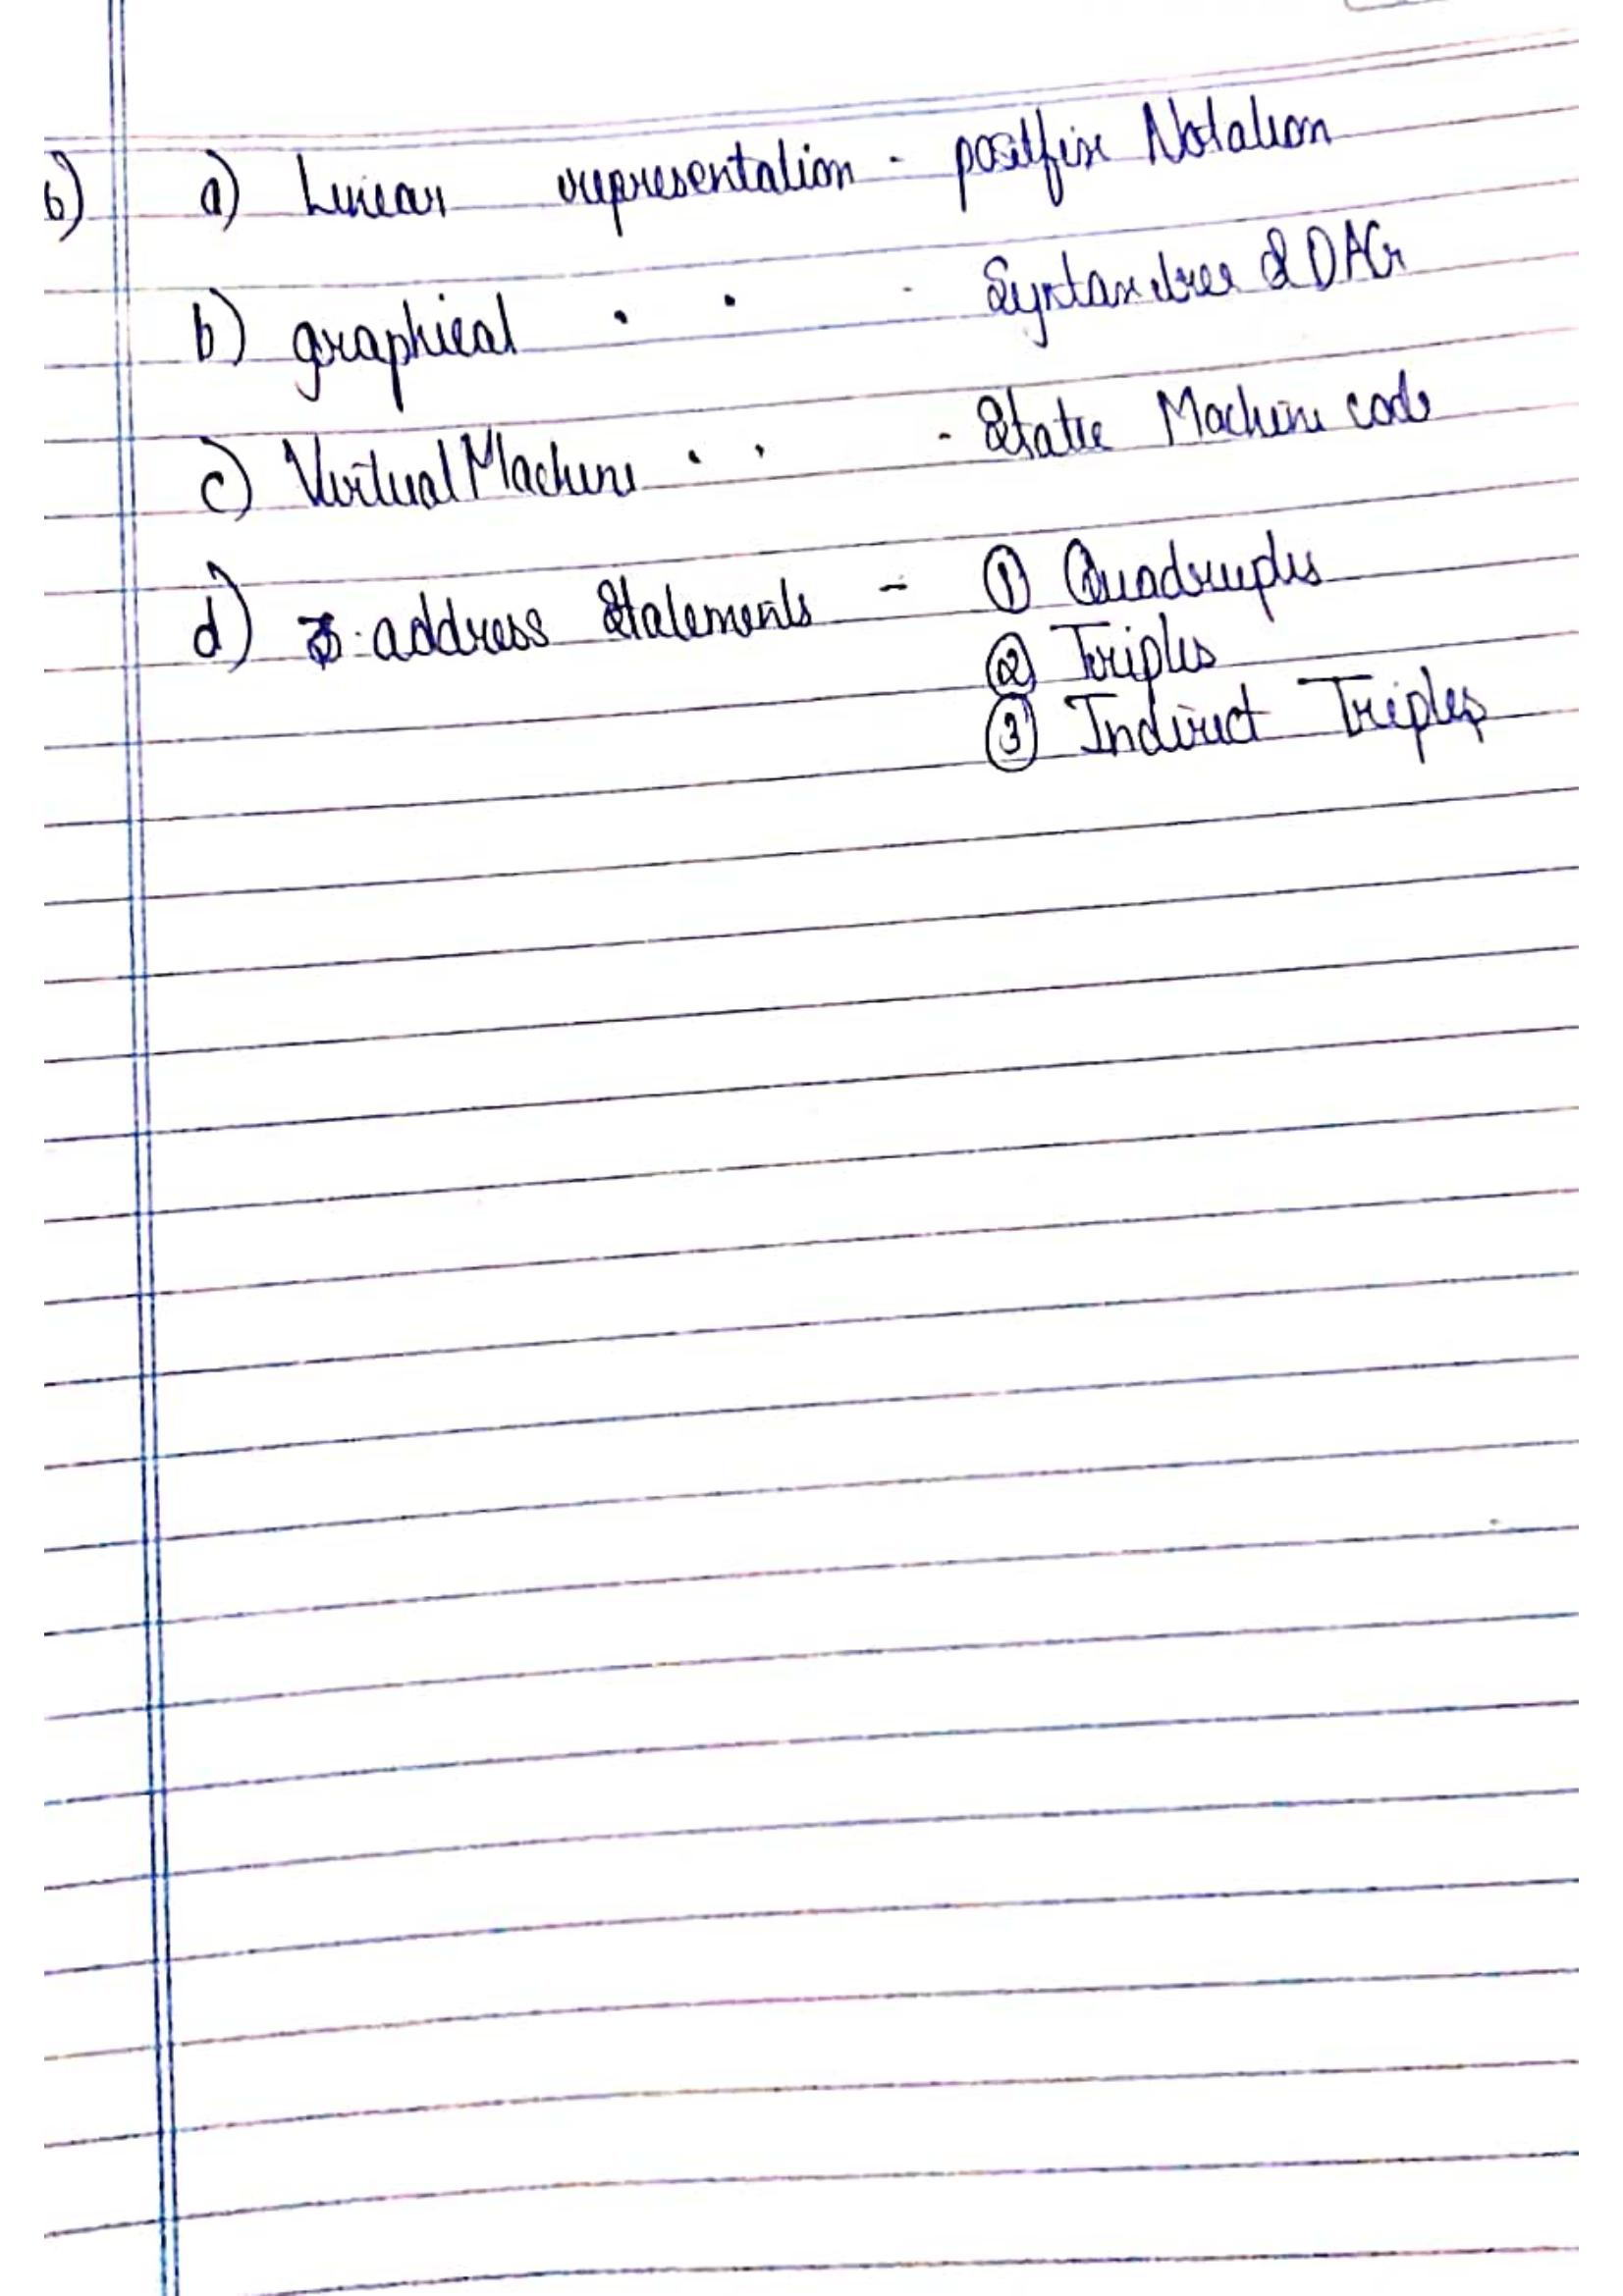 6) a) Linear representation - postfix Notation
b) graphical " " - Syntax tree & DAG
c) Virtual Machine " " - State Machine code
d) 3-address Statements - ① Quadruples
② Triples
③ Indirect Triples